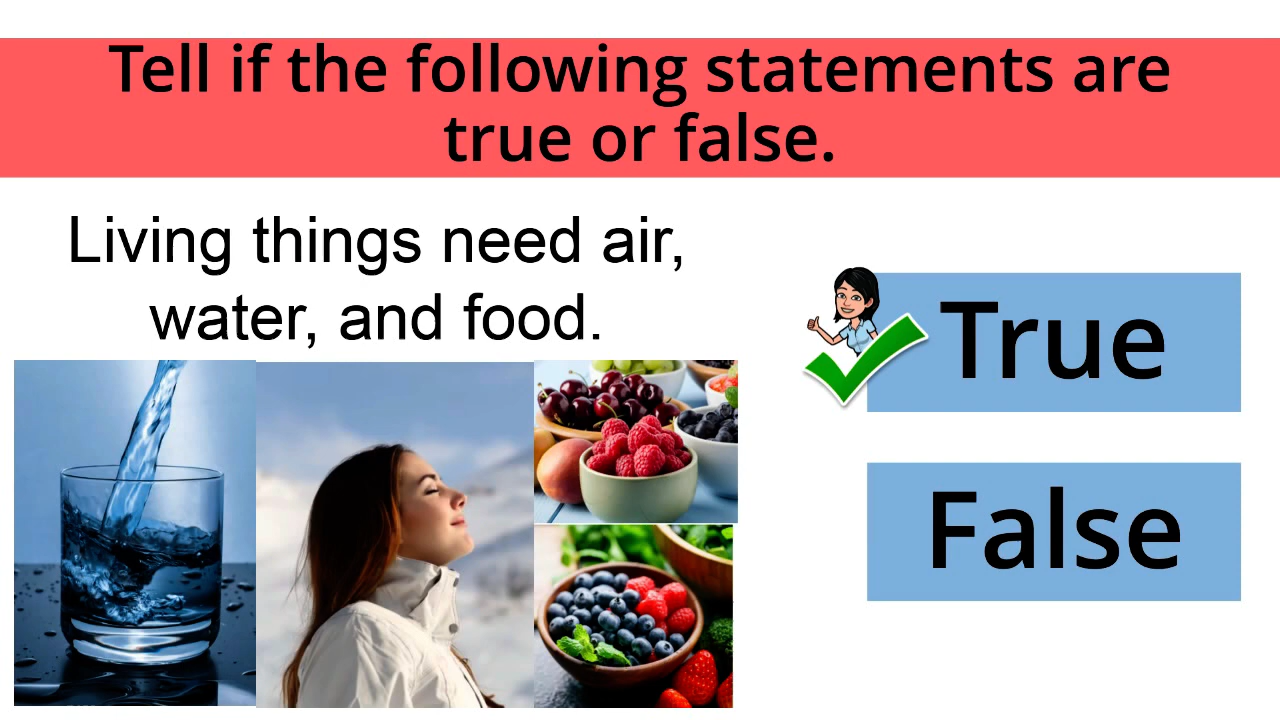 Tell if the following statements are
true or false.
Living things need air,
water, and food.
True
False